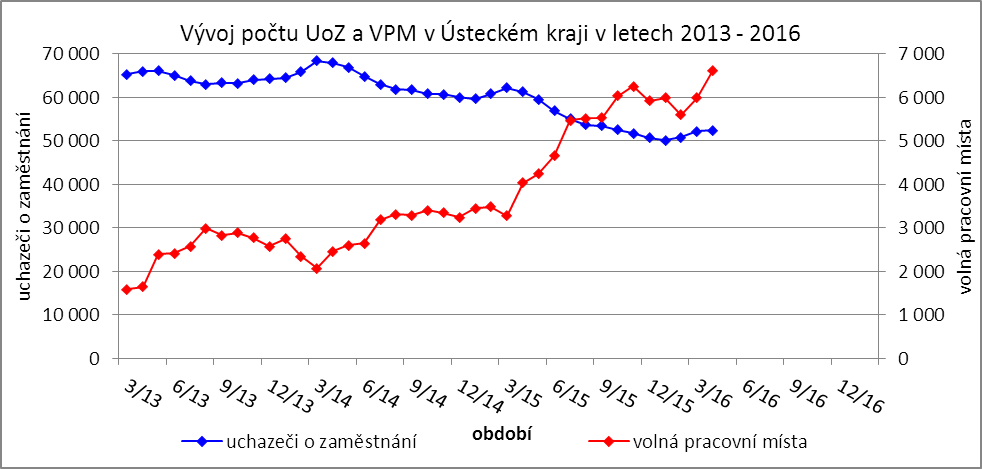 Vývoj počtu UoZ a VPM v Ústeckém kraji v letech 2013 - 2016
uchazeči o zaměstnání
70 000
60 000
50 000
40 000
30 000
20 000
10 000
0
7 000
6 000
5 000
4 000
3 000
2 000
1 000
0
volná pracovní místa
3/13 6/13 9/13 12/13 3/14 6/14 9/14 12/14 3/15 6/15 9/15 12/15 3/16 6/16 9/16 12/16
období
uchazeči o zaměstnání volná pracovní místa